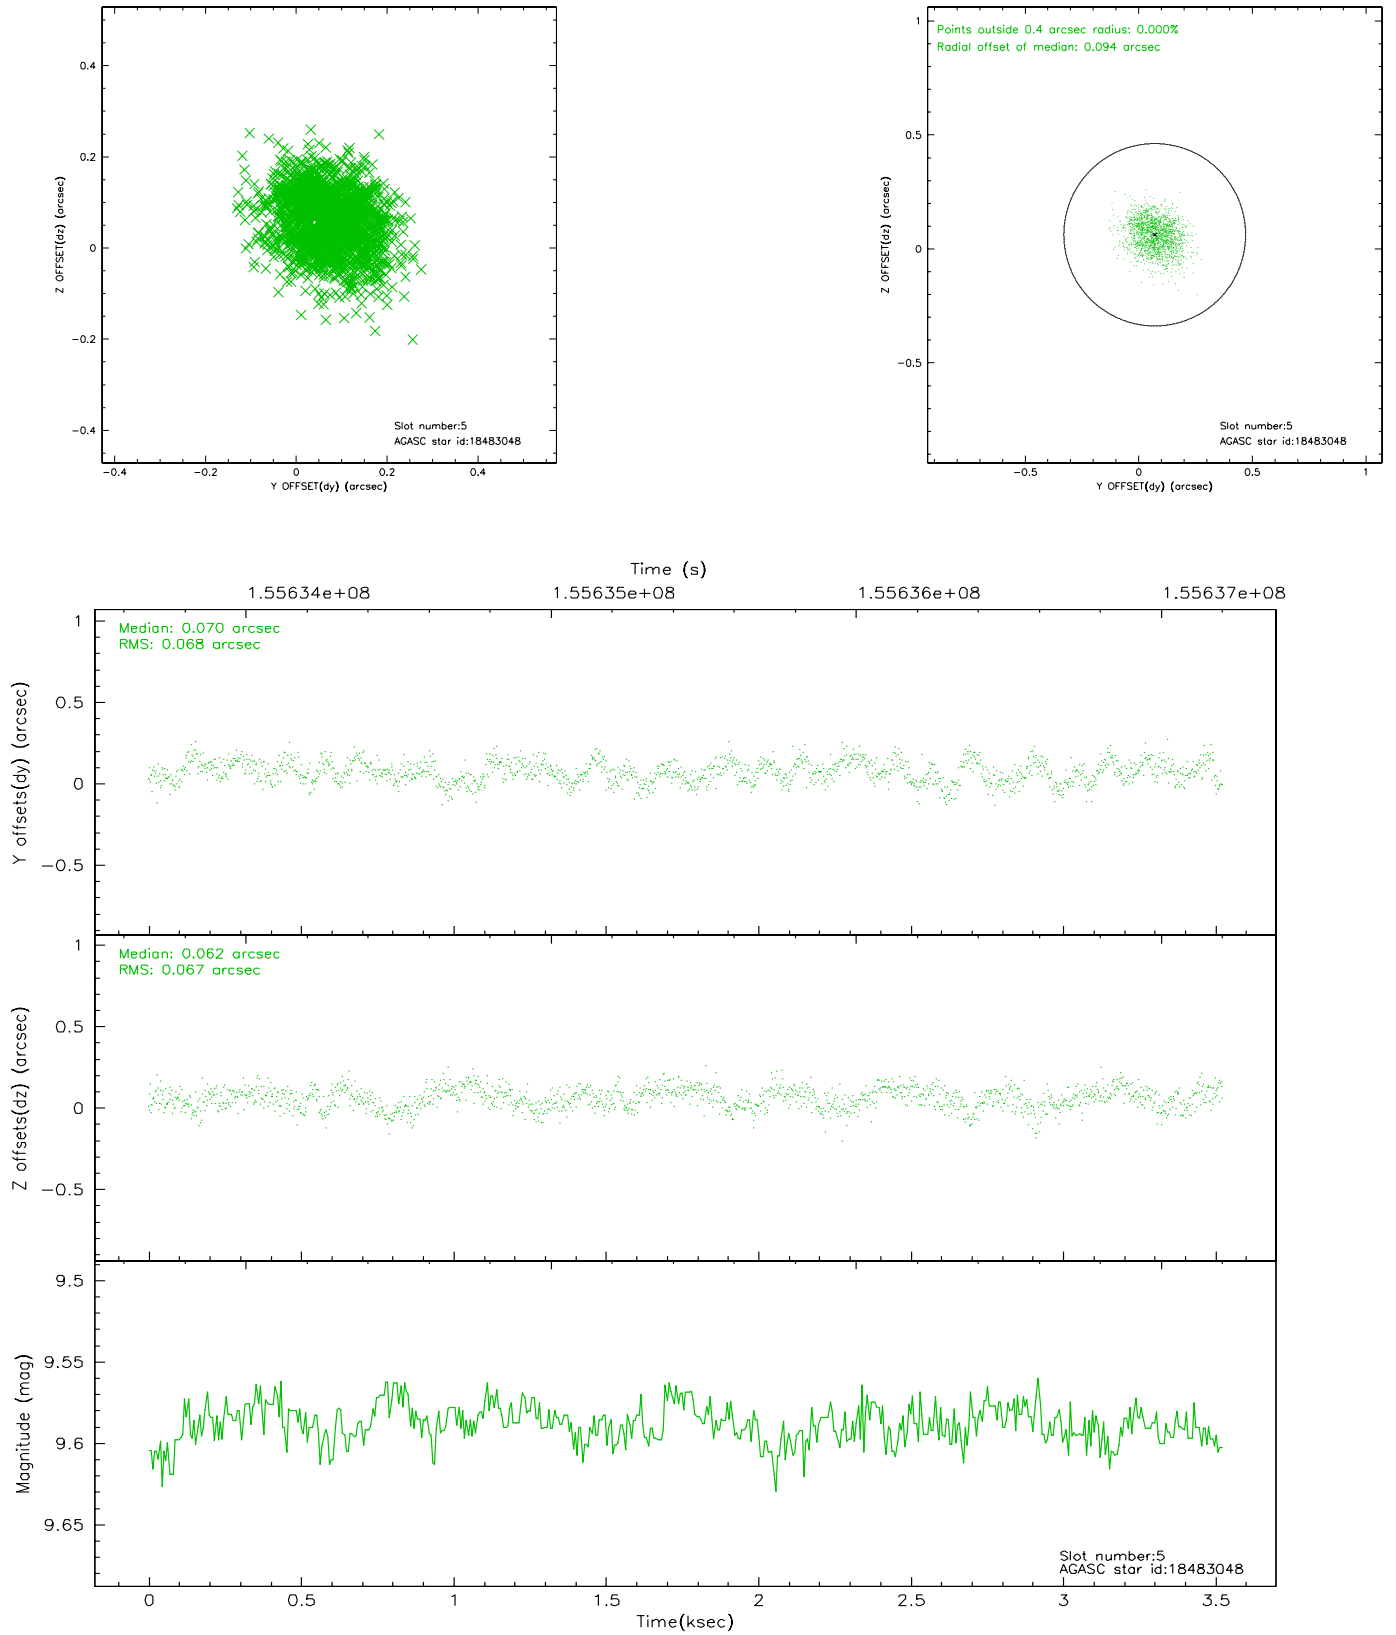 0.4
0.2
0
−0.2
−0.4
Z OFFSET(dz) (arcsec)
−0.4 −0.2 0 0.2 0.4
Y OFFSET(dy) (arcsec)
Slot number:5
AGASC star id:18483048
Points outside 0.4 arcsec radius: 0.000%
Radial offset of median: 0.094 arcsec
1
0.5
0
−0.5
Z OFFSET(dz) (arcsec)
−0.5 0 0.5 1
Y OFFSET(dy) (arcsec)
Slot number:5
AGASC star id:18483048
Time (s)
1.55634e+08 1.55635e+08 1.55636e+08 1.55637e+08
Median: 0.070 arcsec
RMS: 0.068 arcsec
1
0.5
0
−0.5
Y offsets(dy) (arcsec)
Median: 0.062 arcsec
RMS: 0.067 arcsec
1
0.5
0
−0.5
Z offsets(dz) (arcsec)
9.5
9.55
9.6
9.65
Magnitude (mag)
Slot number:5
AGASC star id:18483048
0 0.5 1 1.5 2 2.5 3 3.5
Time(ksec)